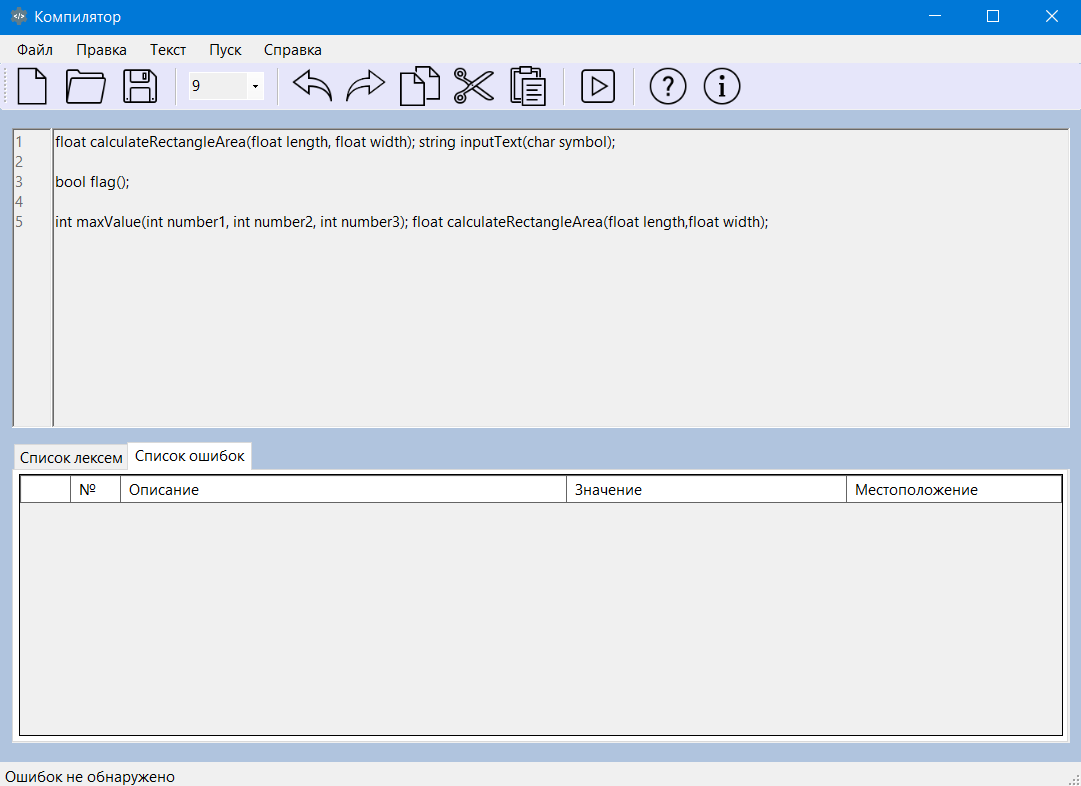 Компилятор
Файл Правка Текст Пуск Справка
9
1 float calculateRectangleArea(float length, float width); string inputText(char symbol);
2
3 bool flag();
4
5 int maxValue(int number1, int number2, int number3); float calculateRectangleArea(float length,float width);
Список лексем Список ошибок
№ Описание Значение Местоположение
Ошибок не обнаружено